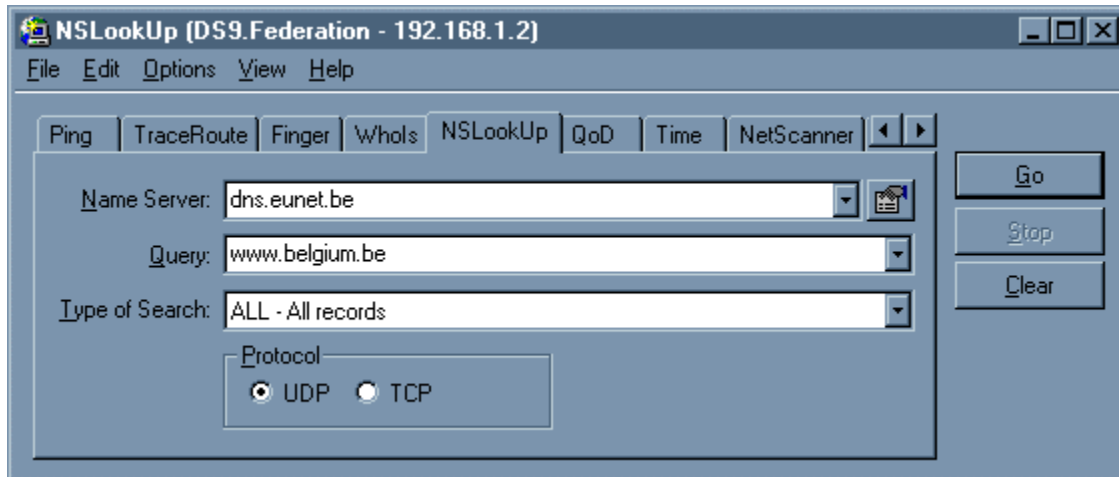 NSLookUp (DS9.Federation - 192.168.1.2)
File Edit Options View Help
Ping TraceRoute Finger WhoIs NSLookUp QoD Time NetScanner
Go
Name Server: dns.eunet.be
Stop
Query: www.belgium.be
Clear
Type of Search: ALL - All records
Protocol
UDP TCP